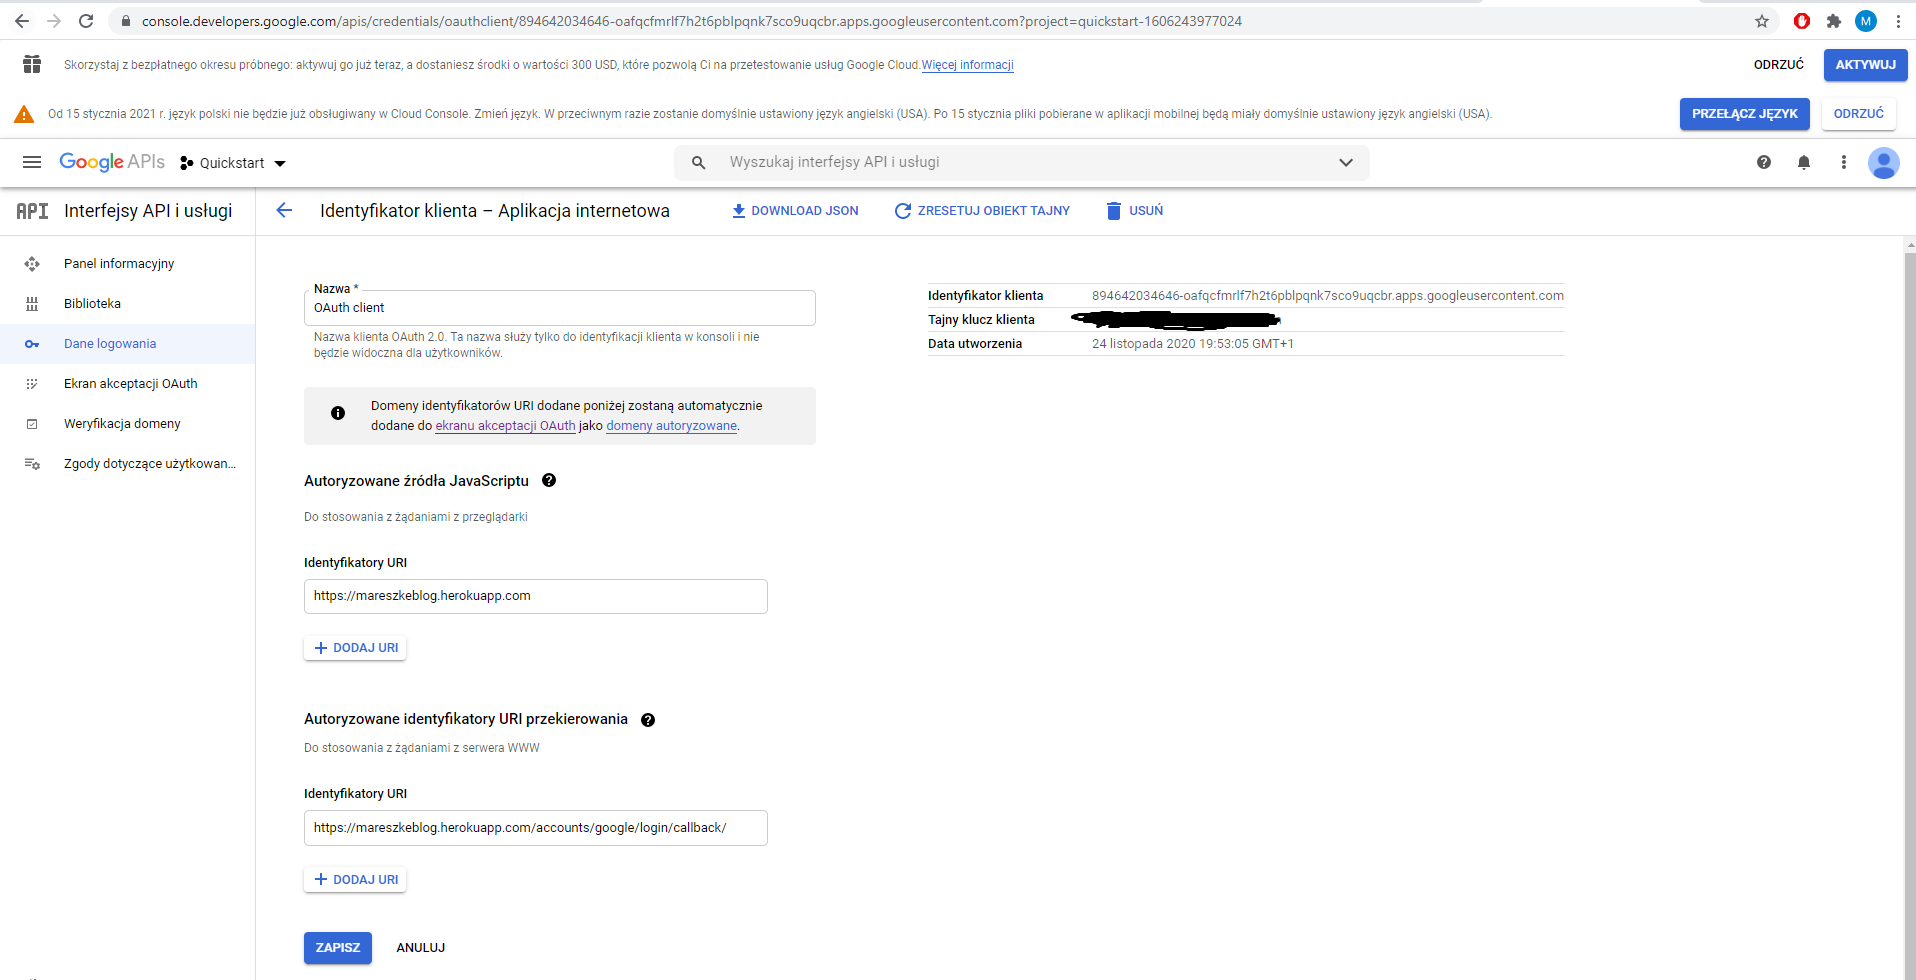 console.developers.google.com/apis/credentials/oauthclient/894642034646-oafqcfmrlf7h2t6pblpqnk7sco9uqcbr.apps.googleusercontent.com?project=quickstart-1606243977024
M
Skorzystaj z bezpłatnego okresu próbnego: aktywuj go już teraz, a dostaniesz środki o wartości 300 USD, które pozwolą Ci na przetestowanie usług Google Cloud. Więcej informacji
ODRZUĆ
AKTYWUJ
Od 15 stycznia 2021 r. język polski nie będzie już obsługiwany w Cloud Console. Zmień język. W przeciwnym razie zostanie domyślnie ustawiony język angielski (USA). Po 15 stycznia pliki pobierane w aplikacji mobilnej będą miały domyślnie ustawiony język angielski (USA).
PRZEŁĄCZ JĘZYK
ODRZUĆ
Google APIs
Quickstart
Wyszukaj interfejsy API i usługi
API Interfejsy API i usługi
Identyfikator klienta – Aplikacja internetowa
DOWNLOAD JSON
ZRESETUJ OBIEKT TAJNY
USUŃ
Panel informacyjny
Biblioteka
Dane logowania
Ekran akceptacji OAuth
Weryfikacja domeny
Zgody dotyczące użytkowan...
Nazwa *
OAuth client
Nazwa klienta OAuth 2.0. Ta nazwa służy tylko do identyfikacji klienta w konsoli i nie
będzie widoczna dla użytkowników.
Identyfikator klienta 894642034646-oafqcfmrlf7h2t6pblpqnk7sco9uqcbr.apps.googleusercontent.com
Tajny klucz klienta
Data utworzenia 24 listopada 2020 19:53:05 GMT+1
Domeny identyfikatorów URI dodane poniżej zostaną automatycznie
dodane do ekranu akceptacji OAuth jako domeny autoryzowane.
Autoryzowane źródła JavaScriptu
Do stosowania z żądaniami z przeglądarki
Identyfikatory URI
https://mareszkeblog.herokuapp.com
+ DODAJ URI
Autoryzowane identyfikatory URI przekierowania
Do stosowania z żądaniami z serwera WWW
Identyfikatory URI
https://mareszkeblog.herokuapp.com/accounts/google/login/callback/
+ DODAJ URI
ZAPISZ
ANULUJ